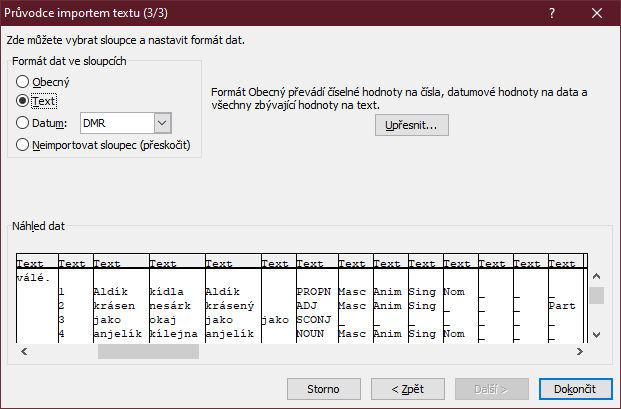 Průvodce importem textu (3/3)
Zde můžete vybrat sloupce a nastavit formát dat.
Formát dat ve sloupcích
Obecný
Text
Datum: DMR
Neimportovat sloupec (přeskočit)
Formát Obecný převádí číselné hodnoty na čísla, datumové hodnoty na data a
všechny zbývající hodnoty na text.
Upřesnit...
Náhled dat
Text Text Text Text Text Text Text Text Text Text Text Text Text Text
válé.
1 Aldík kídla Aldík PROPN Masc Anim Sing Nom _ _ _
2 krásen nesárk krásený ADJ Masc Anim Sing _ _ _ Part
3 jako okaj jako jako SCONJ _ _ _ _ _ _ _
4 anjelík kílejna anjelík NOUN Masc Anim Sing Nom _ _ _
Storno < Zpět Další > Dokončit